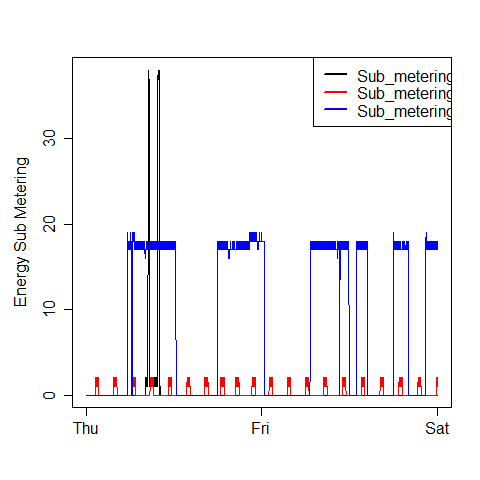 Sub_metering
Sub_metering
Sub_metering
Energy Sub Metering
30
20
10
0
Thu Fri Sat